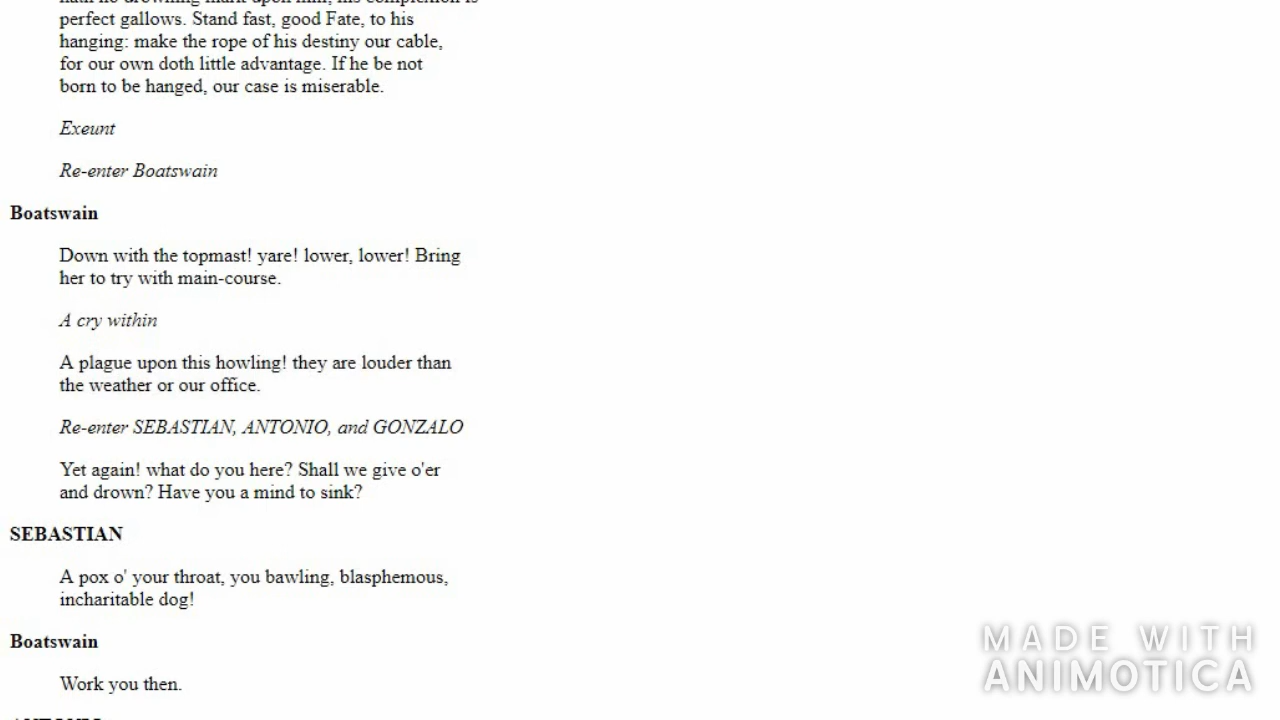 perfect gallows. Stand fast, good Fate, to his
hanging: make the rope of his destiny our cable,
for our own doth little advantage. If he be not
born to be hanged, our case is miserable.
Exeunt
Re-enter Boatswain
Boatswain
Down with the topmast! yare! lower, lower! Bring
her to try with main-course.
A cry within
A plague upon this howling! they are louder than
the weather or our office.
Re-enter SEBASTIAN, ANTONIO, and GONZALO
Yet again! what do you here? Shall we give o'er
and drown? Have you a mind to sink?
SEBASTIAN
A pox o' your throat, you bawling, blasphemous,
incharitable dog!
Boatswain
Work you then.
MADE WITH
ANIMOTICA